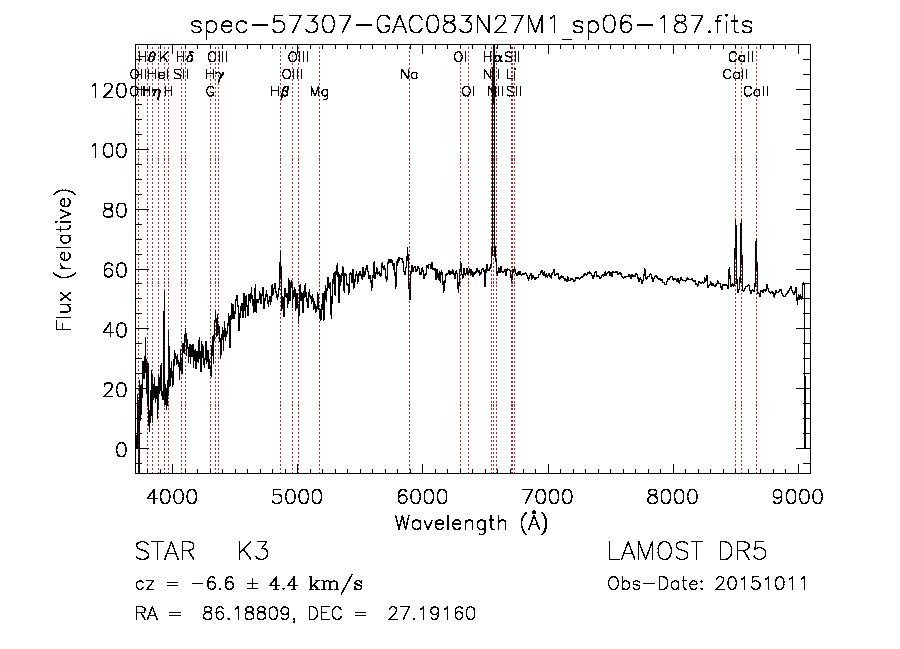 spec-57307-GAC083N27M1_sp06-187.fits
Hθ K Hδ OIII OIII OI Hα SII CaII
OII HeI SII Hγ OIII Na NII Li CaII
OII Hη H G Hβ Mg OI NII SII CaII
120
100
80
60
40
20
0
Flux (relative)
4000 5000 6000 7000 8000 9000
Wavelength (Å)
STAR K3 LAMOST DR5
cz = −6.6 ± 4.4 km/s Obs-Date: 20151011
RA = 86.18809, DEC = 27.19160